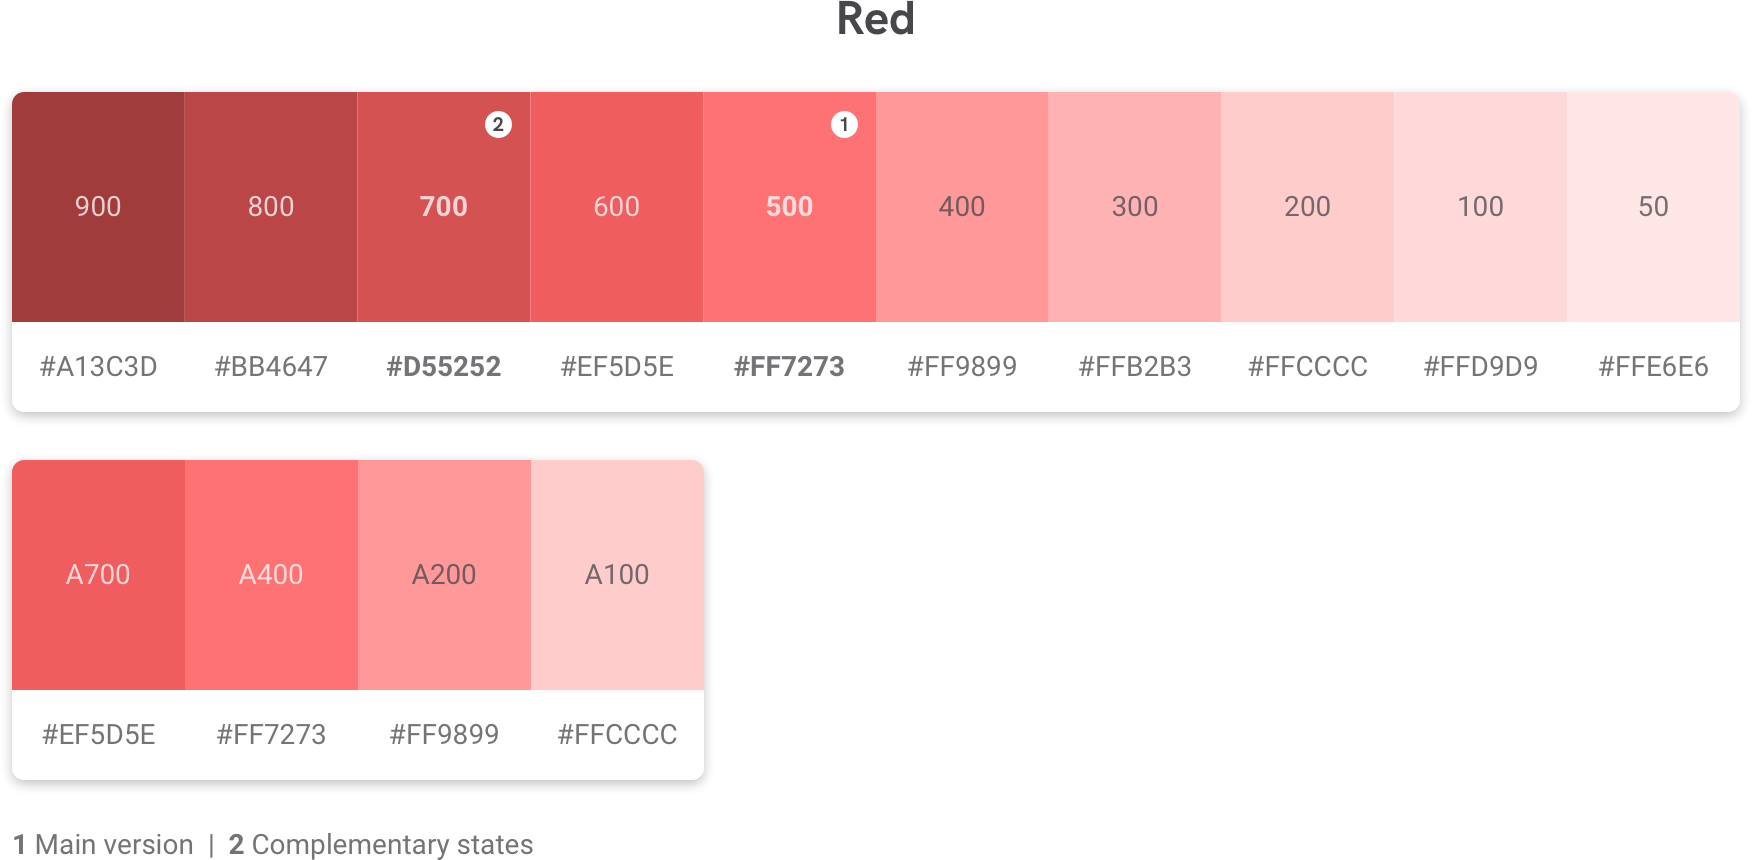 Red
2 1
900 800 700 600 500 400 300 200 100 50
#A13C3D #BB4647 #D55252 #EF5D5E #FF7273 #FF9899 #FFB2B3 #FFCCCC #FFD9D9 #FFE6E6
A700 A400 A200 A100
#EF5D5E #FF7273 #FF9899 #FFCCCC
1 Main version | 2 Complementary states